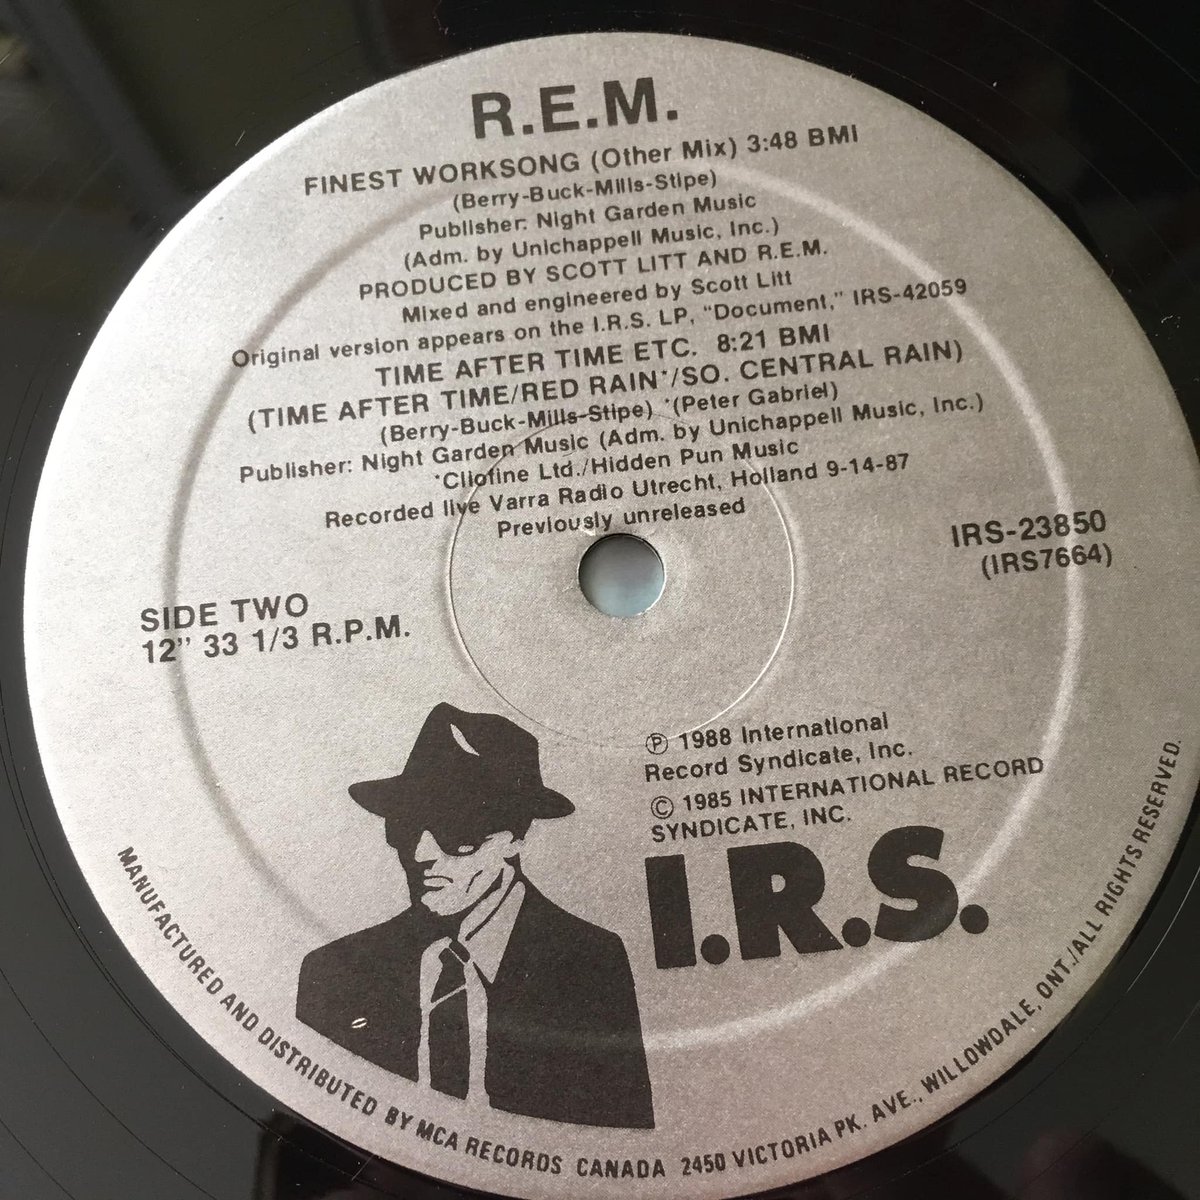 R.E.M.
FINEST WORKSONG (Other Mix) 3:48 BMI
(Berry-Buck-Mills-Stipe)
Publisher: Night Garden Music
(Adm. by Unichappell Music, Inc.)
PRODUCED BY SCOTT LITT AND R.E.M.
Mixed and engineered by Scott Litt
Original version appears on the I.R.S. LP, "Document," IRS-42059
TIME AFTER TIME ETC. 8:21 BMI
(TIME AFTER TIME/RED RAIN*/SO. CENTRAL RAIN)
(Berry-Buck-Mills-Stipe) *(Peter Gabriel)
Publisher: Night Garden Music (Adm. by Unichappell Music, Inc.)
*Cliofine Ltd./Hidden Pun Music
Recorded live Varra Radio Utrecht, Holland 9-14-87
Previously unreleased
IRS-23850
(IRS7664)
SIDE TWO
12" 33 1/3 R.P.M.
℗ 1988 International
Record Syndicate, Inc.
© 1985 INTERNATIONAL RECORD
SYNDICATE, INC.
I.R.S.
MANUFACTURED AND DISTRIBUTED BY MCA RECORDS CANADA 2450 VICTORIA PK. AVE., WILLOWDALE, ONT./ALL RIGHTS RESERVED.